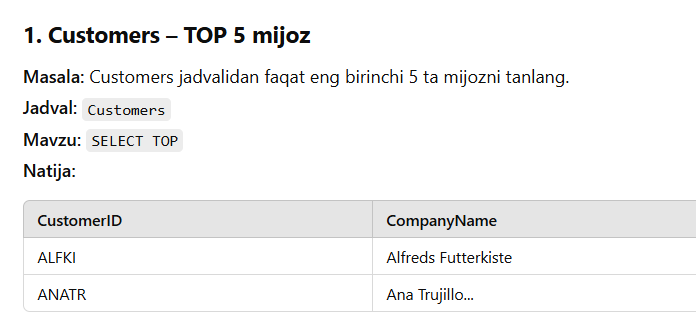 1. Customers – TOP 5 mijoz
Masala: Customers jadvalidan faqat eng birinchi 5 ta mijozni tanlang.
Jadval: Customers
Mavzu: SELECT TOP
Natija:
CustomerID CompanyName
ALFKI Alfreds Futterkiste
ANATR Ana Trujillo...